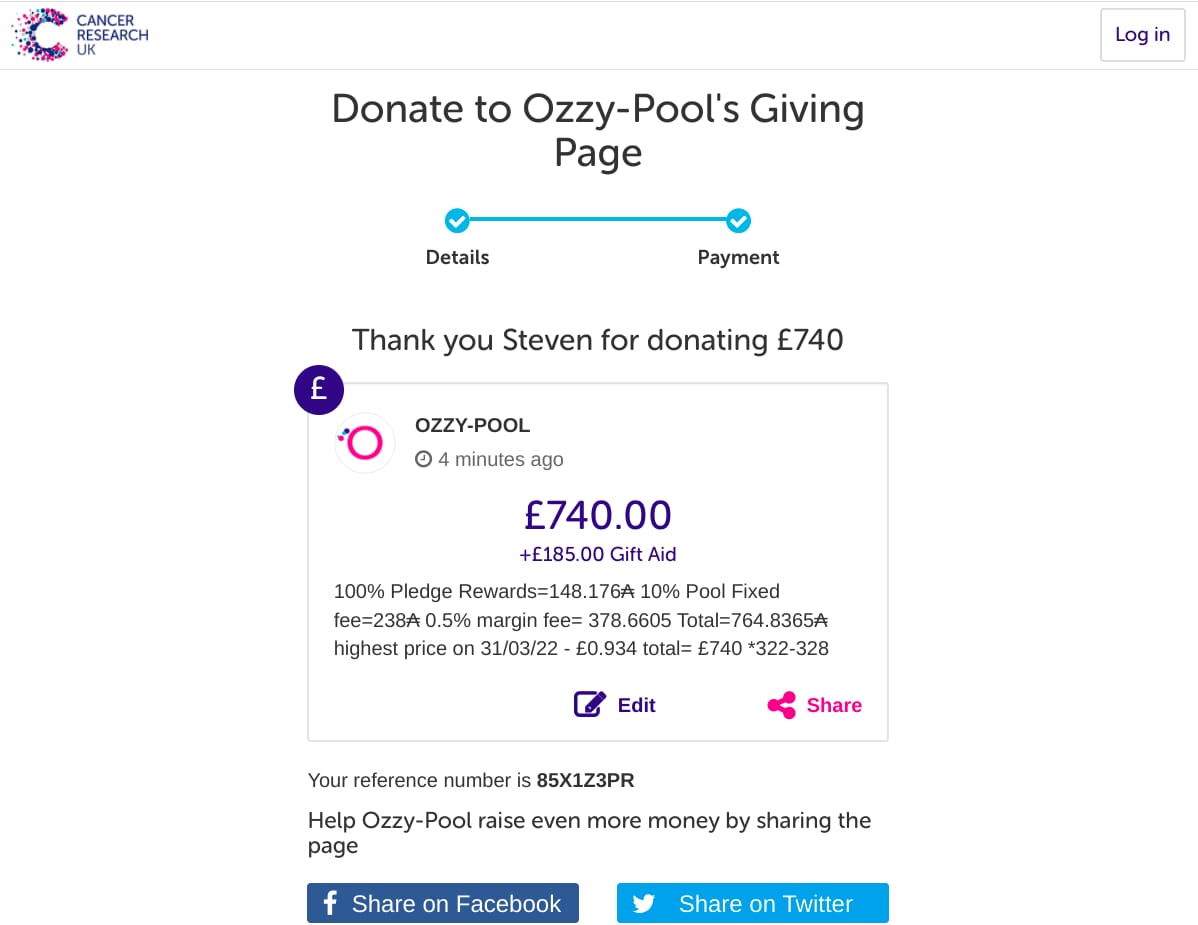 CANCER
RESEARCH
UK
Log in
Donate to Ozzy-Pool's Giving
Page
Details
Payment
Thank you Steven for donating £740
£
OZZY-POOL
4 minutes ago
£740.00
+£185.00 Gift Aid
100% Pledge Rewards=148.176₳ 10% Pool Fixed
fee=238₳ 0.5% margin fee= 378.6605 Total=764.8365₳
highest price on 31/03/22 - £0.934 total= £740 *322-328
Edit
Share
Your reference number is 85X1Z3PR
Help Ozzy-Pool raise even more money by sharing the
page
Share on Facebook
Share on Twitter